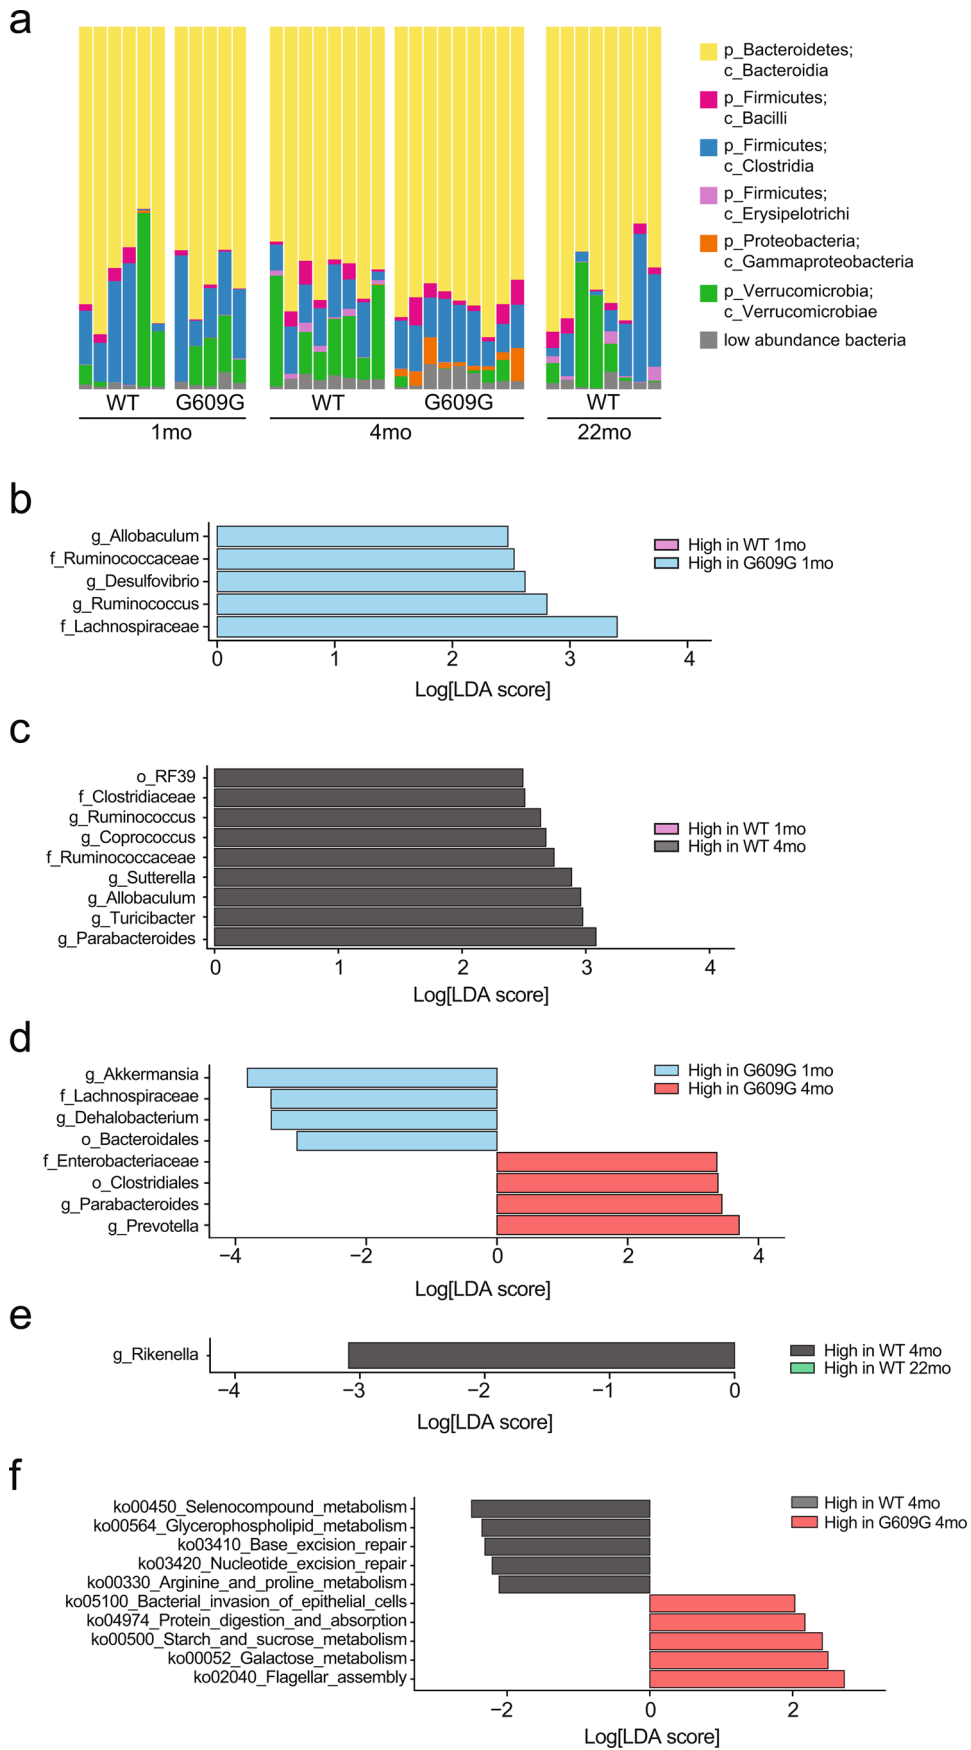 a
p_Bacteroidetes;
c_Bacteroidia
p_Firmicutes;
c_Bacilli
p_Firmicutes;
c_Clostridia
p_Firmicutes;
c_Erysipelotrichi
p_Proteobacteria;
c_Gammaproteobacteria
p_Verrucomicrobia;
c_Verrucomicrobiae
low abundance bacteria
WT G609G WT G609G WT
1mo 4mo 22mo
b
g_Allobaculum
f_Ruminococcaceae
g_Desulfovibrio
g_Ruminococcus
f_Lachnospiraceae
High in WT 1mo
High in G609G 1mo
0 1 2 3 4
Log[LDA score]
c
o_RF39
f_Clostridiaceae
g_Ruminococcus
g_Coprococcus
f_Ruminococcaceae
g_Sutterella
g_Allobaculum
g_Turicibacter
g_Parabacteroides
High in WT 1mo
High in WT 4mo
0 1 2 3 4
Log[LDA score]
d
g_Akkermansia
f_Lachnospiraceae
g_Dehalobacterium
o_Bacteroidales
f_Enterobacteriaceae
o_Clostridiales
g_Parabacteroides
g_Prevotella
High in G609G 1mo
High in G609G 4mo
−4 −2 0 2 4
Log[LDA score]
e
g_Rikenella
High in WT 4mo
High in WT 22mo
−4 −3 −2 −1 0
Log[LDA score]
f
ko00450_Selenocompound_metabolism
ko00564_Glycerophospholipid_metabolism
ko03410_Base_excision_repair
ko03420_Nucleotide_excision_repair
ko00330_Arginine_and_proline_metabolism
ko05100_Bacterial_invasion_of_epithelial_cells
ko04974_Protein_digestion_and_absorption
ko00500_Starch_and_sucrose_metabolism
ko00052_Galactose_metabolism
ko02040_Flagellar_assembly
High in WT 4mo
High in G609G 4mo
−2 0 2
Log[LDA score]